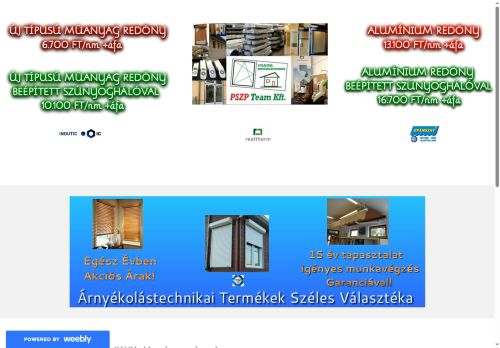 ÚJ TÍPUSÚ MŰANYAG REDŐNY
6.700 FT/nm +áfa
ÚJ TÍPUSÚ MŰANYAG REDŐNY
BEÉPÍTETT SZÚNYOGHÁLÓVAL
10.100 FT/nm +áfa
PSZP Team Kft.
ALUMÍNIUM REDŐNY
13.100 FT/nm +áfa
ALUMÍNIUM REDŐNY
BEÉPÍTETT SZÚNYOGHÁLÓVAL
16.700 FT/nm +áfa
INOUTIC
realtherm
Egész Évben
Akciós Árak!
15 év tapasztalat
igényes munkavégzés
Garanciával!
Árnyékolástechnikai Termékek Széles Választéka
POWERED BY weebly